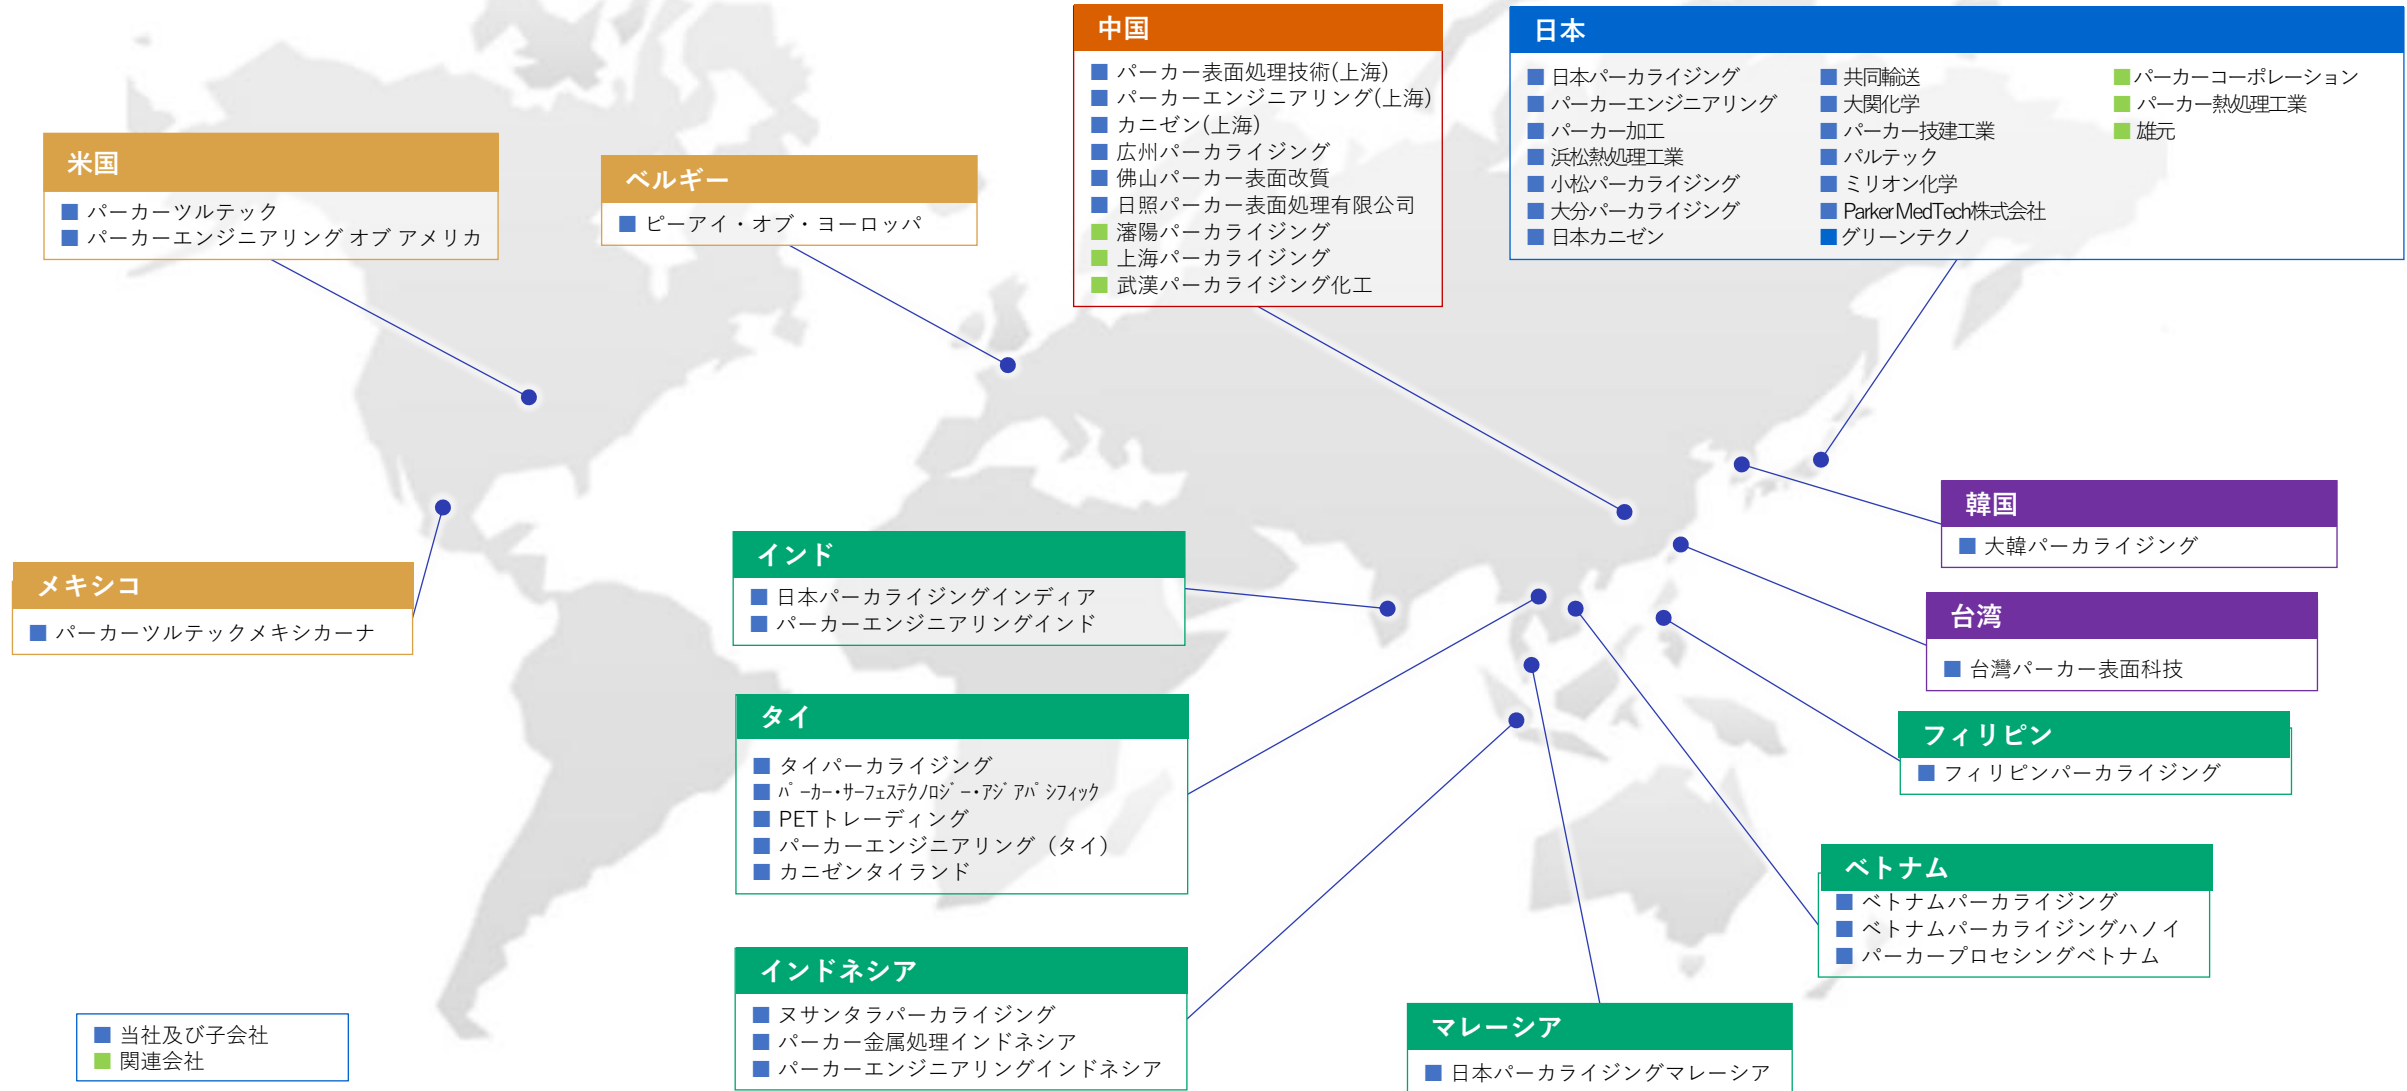 中国
パーカー表面処理技術(上海)
パーカーエンジニアリング(上海)
カニゼン(上海)
広州パーカライジング
佛山パーカー表面改質
日照パーカー表面処理有限公司
瀋陽パーカライジング
上海パーカライジング
武漢パーカライジング化工
日本
日本パーカライジング
パーカーエンジニアリング
パーカー加工
浜松熱処理工業
小松パーカライジング
大分パーカライジング
日本カニゼン
共同輸送
大関化学
パーカー技建工業
パルテック
ミリオン化学
Parker MedTech株式会社
グリーンテクノ
パーカーコーポレーション
パーカー熱処理工業
雄元
米国
パーカーツルテック
パーカーエンジニアリング オブ アメリカ
ベルギー
ピーアイ・オブ・ヨーロッパ
韓国
大韓パーカライジング
インド
日本パーカライジングインディア
パーカーエンジニアリングインド
メキシコ
パーカーツルテックメキシカーナ
台湾
台灣パーカー表面科技
タイ
タイパーカライジング
ﾊﾟｰｶｰ・ｻｰﾌｪｽﾃｸﾉﾛｼﾞｰ・ｱｼﾞｱﾊﾟｼﾌｨｯｸ
PETトレーディング
パーカーエンジニアリング（タイ）
カニゼンタイランド
フィリピン
フィリピンパーカライジング
ベトナム
ベトナムパーカライジング
ベトナムパーカライジングハノイ
パーカープロセシングベトナム
インドネシア
ヌサンタラパーカライジング
パーカー金属処理インドネシア
パーカーエンジニアリングインドネシア
マレーシア
日本パーカライジングマレーシア
当社及び子会社
関連会社